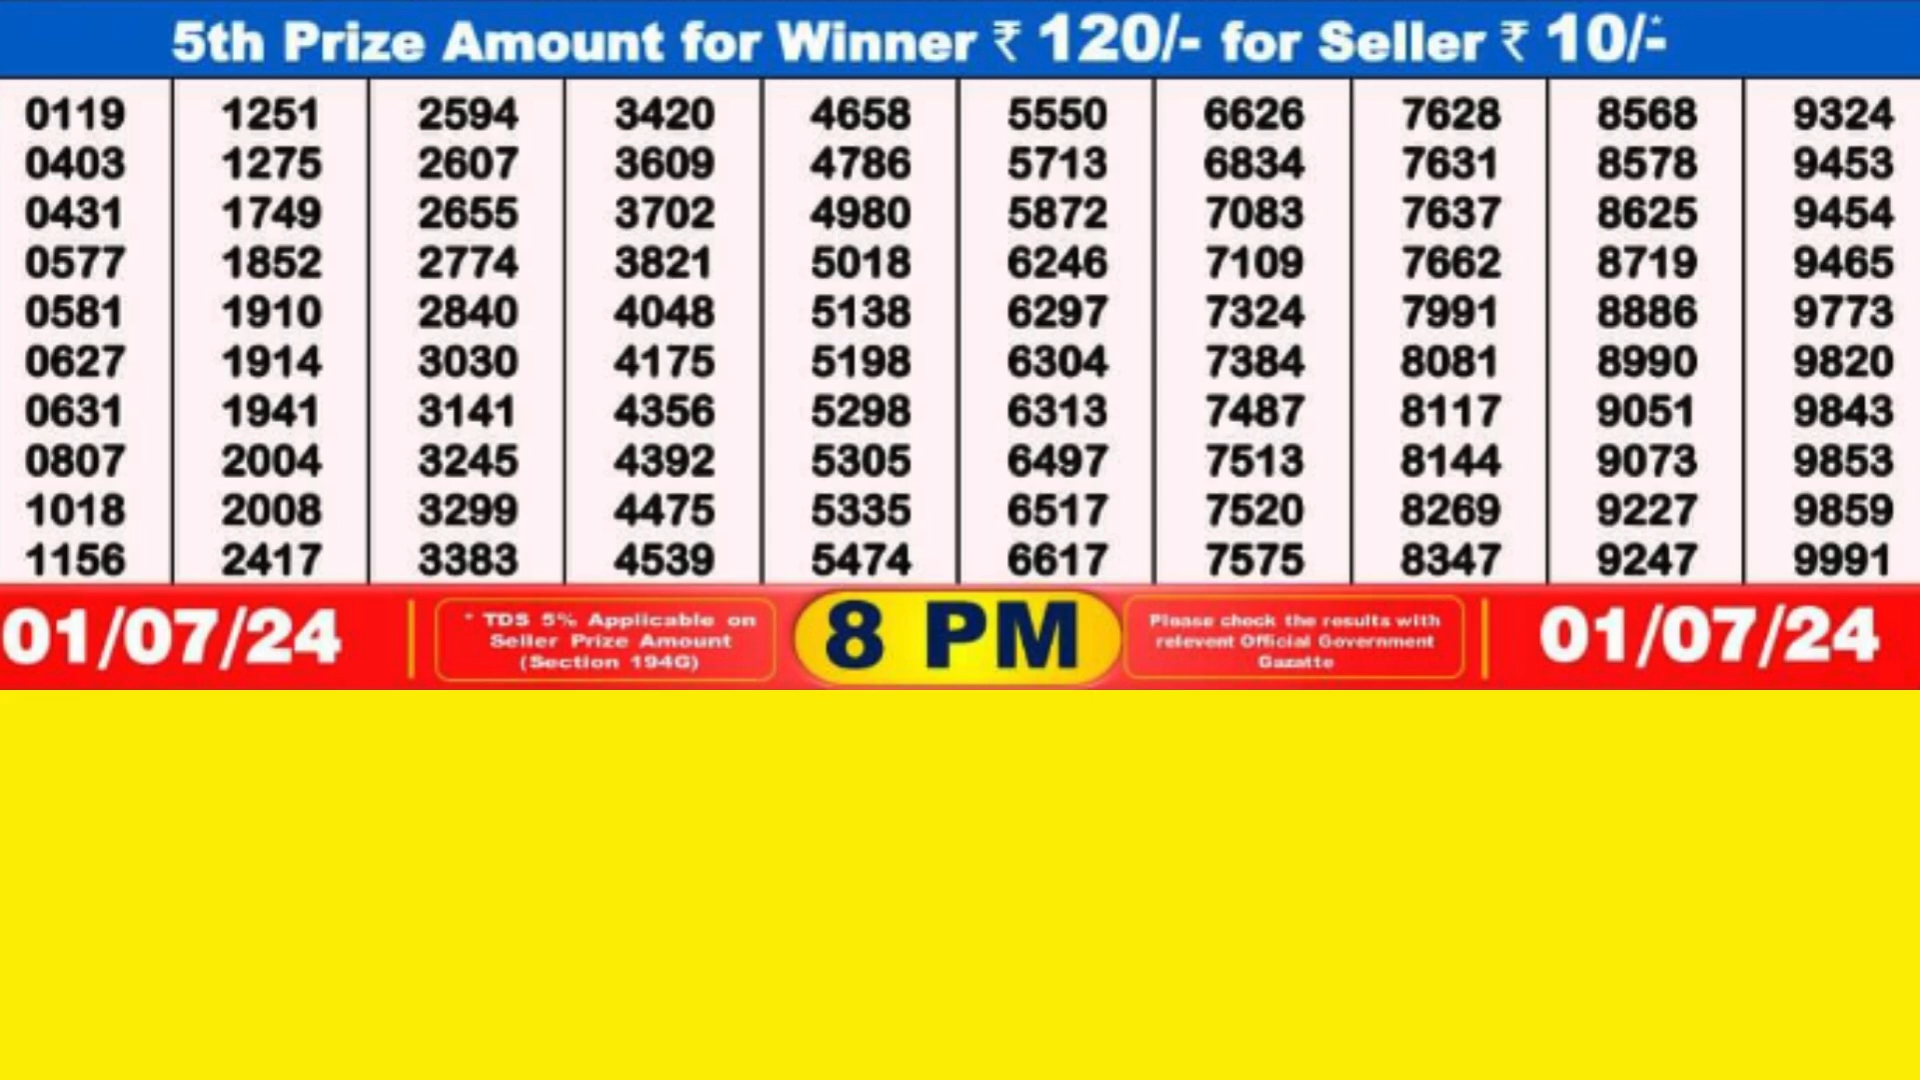 5th Prize Amount for Winner ₹ 120/- for Seller ₹ 10/-*
0119 1251 2594 3420 4658 5550 6626 7628 8568 9324
0403 1275 2607 3609 4786 5713 6834 7631 8578 9453
0431 1749 2655 3702 4980 5872 7083 7637 8625 9454
0577 1852 2774 3821 5018 6246 7109 7662 8719 9465
0581 1910 2840 4048 5138 6297 7324 7991 8886 9773
0627 1914 3030 4175 5198 6304 7384 8081 8990 9820
0631 1941 3141 4356 5298 6313 7487 8117 9051 9843
0807 2004 3245 4392 5305 6497 7513 8144 9073 9853
1018 2008 3299 4475 5335 6517 7520 8269 9227 9859
1156 2417 3383 4539 5474 6617 7575 8347 9247 9991
01/07/24
* TDS 5% Applicable on
Seller Prize Amount
(Section 194G)
8 PM
Please check the results with
relevent Official Government
Gazatte
01/07/24